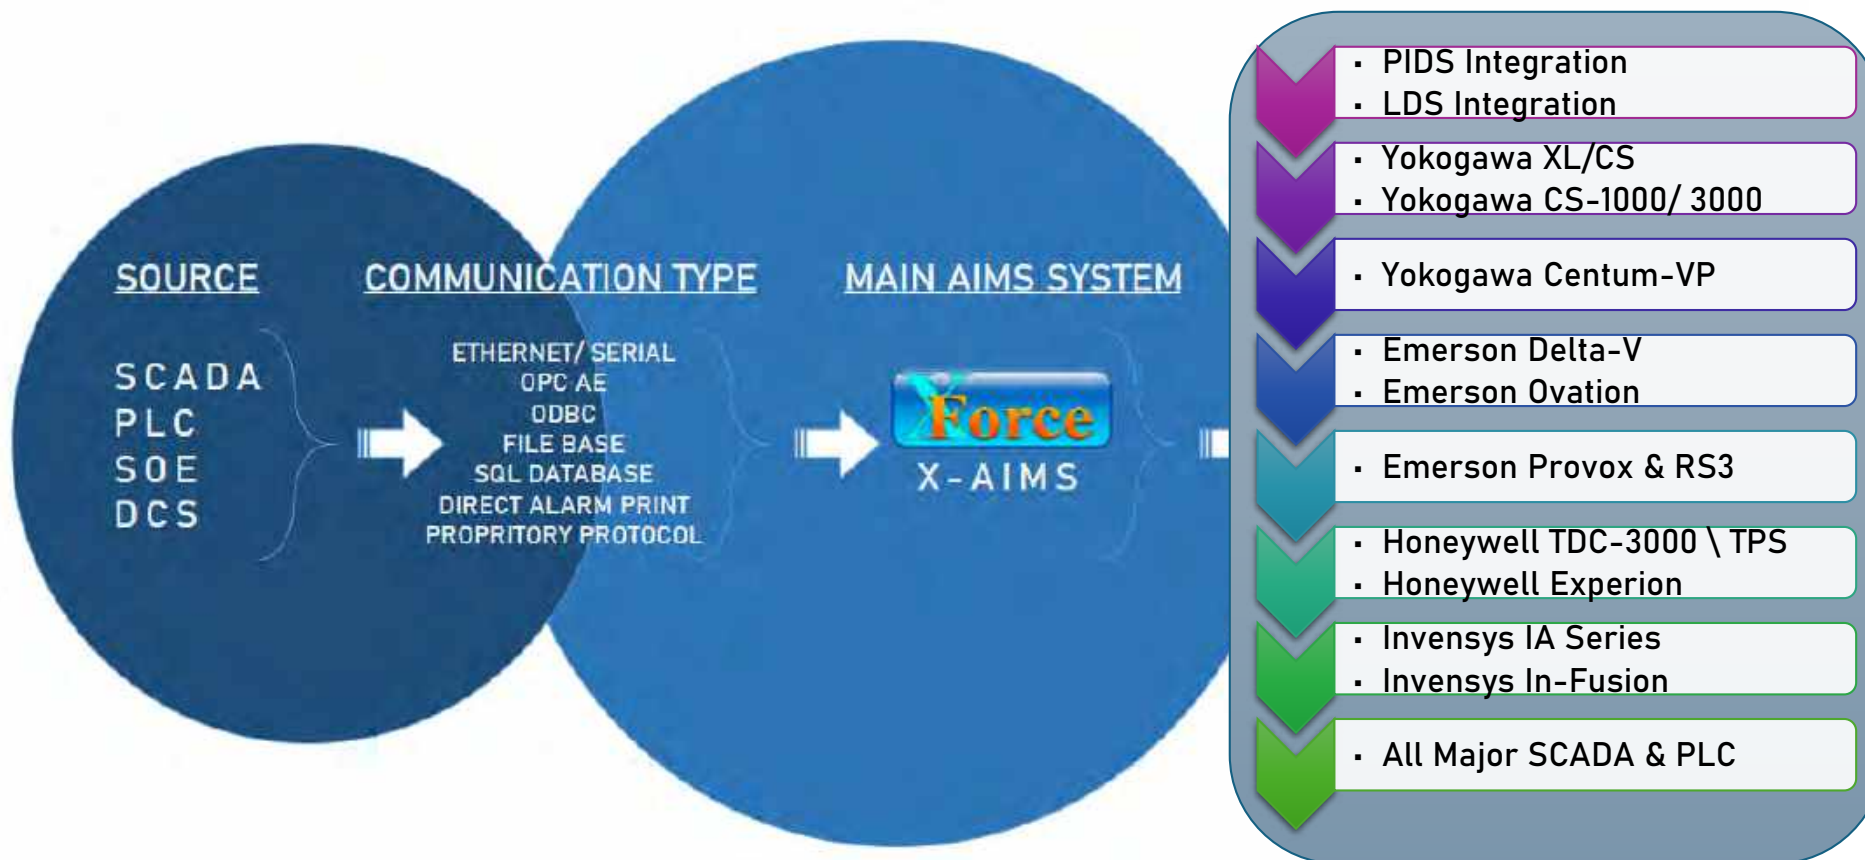 SOURCE
SCADA
PLC
SOE
DCS
COMMUNICATION TYPE
ETHERNET/ SERIAL
OPC AE
ODBC
FILE BASE
SQL DATABASE
DIRECT ALARM PRINT
PROPRITORY PROTOCOL
MAIN AIMS SYSTEM
XForce
X-AIMS
▪ PIDS Integration
▪ LDS Integration
▪ Yokogawa XL/CS
▪ Yokogawa CS-1000/ 3000
▪ Yokogawa Centum-VP
▪ Emerson Delta-V
▪ Emerson Ovation
▪ Emerson Provox & RS3
▪ Honeywell TDC-3000 \ TPS
▪ Honeywell Experion
▪ Invensys IA Series
▪ Invensys In-Fusion
▪ All Major SCADA & PLC